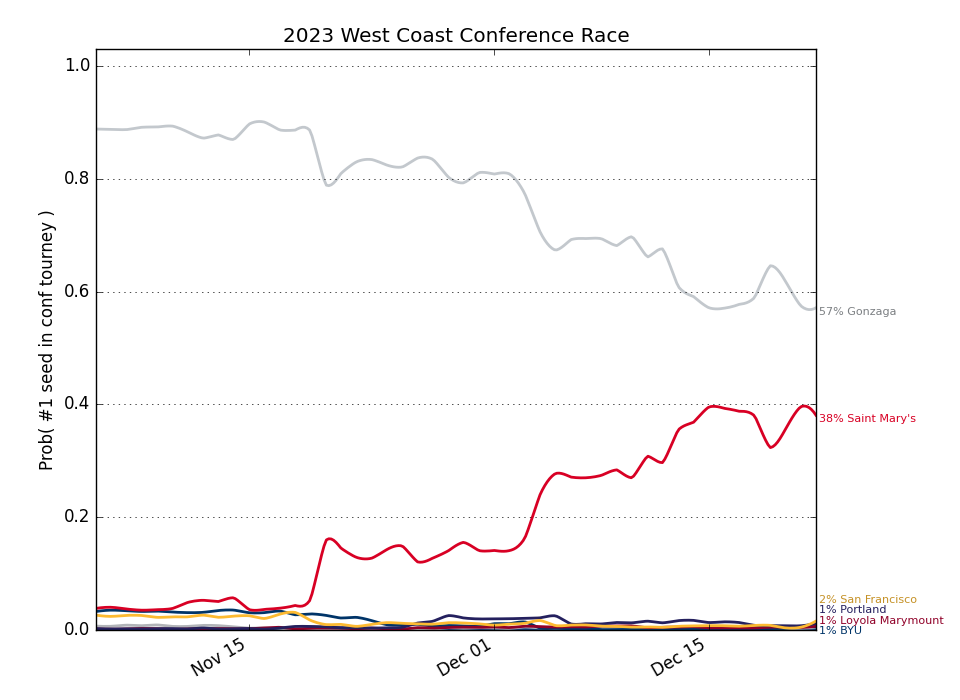 2023 West Coast Conference Race
Prob( #1 seed in conf tourney )
1.0
0.8
0.6
0.4
0.2
0.0
Nov 15
Dec 01
Dec 15
57% Gonzaga
38% Saint Mary's
2% San Francisco
1% Portland
1% Loyola Marymount
1% BYU